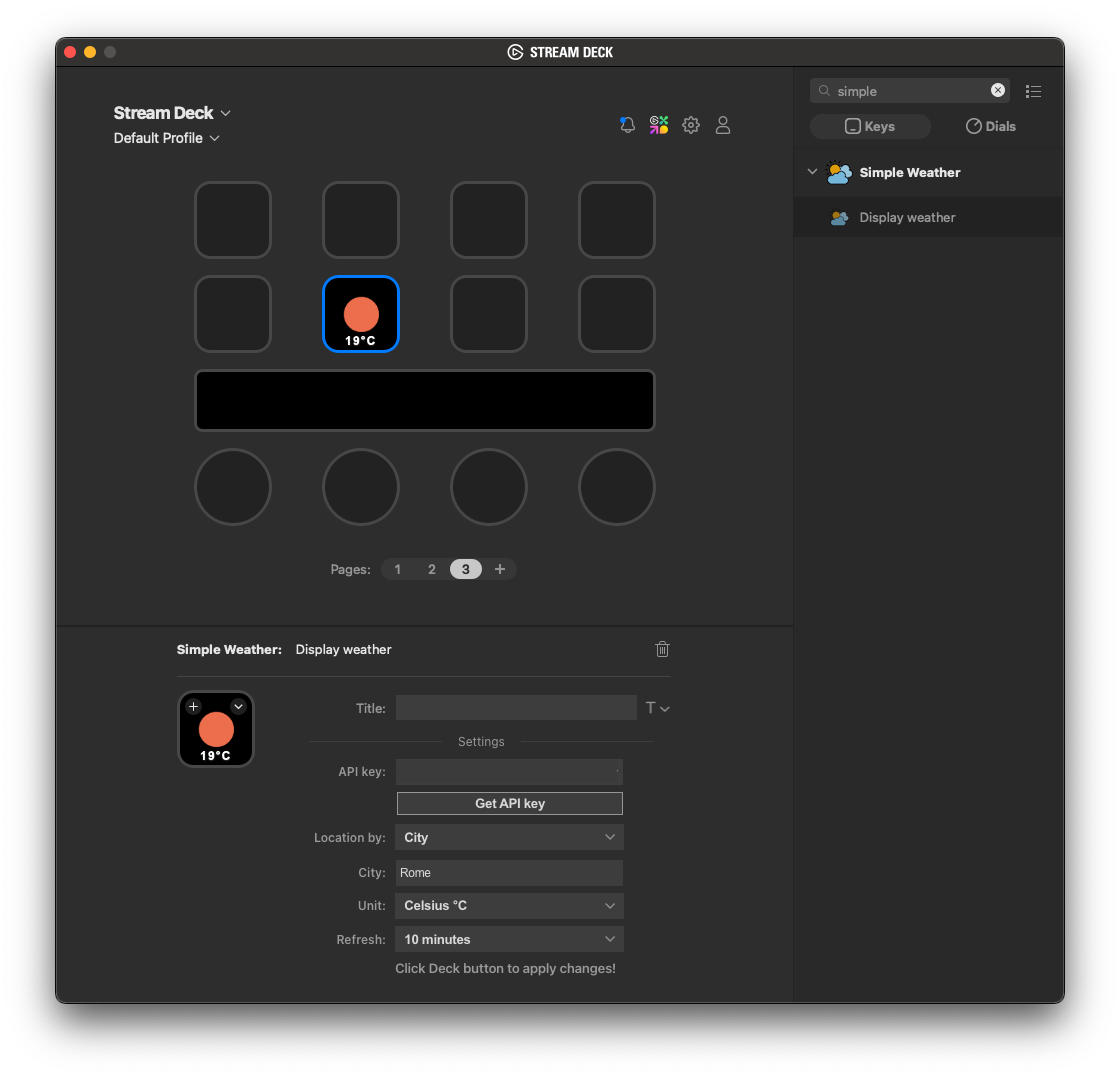 STREAM DECK
Stream Deck
Default Profile
19°C
Pages: 1 2 3 +
simple
Keys Dials
Simple Weather
Display weather
Simple Weather: Display weather
19°C
Title: T
Settings
API key:
Get API key
Location by: City
City: Rome
Unit: Celsius °C
Refresh: 10 minutes
Click Deck button to apply changes!